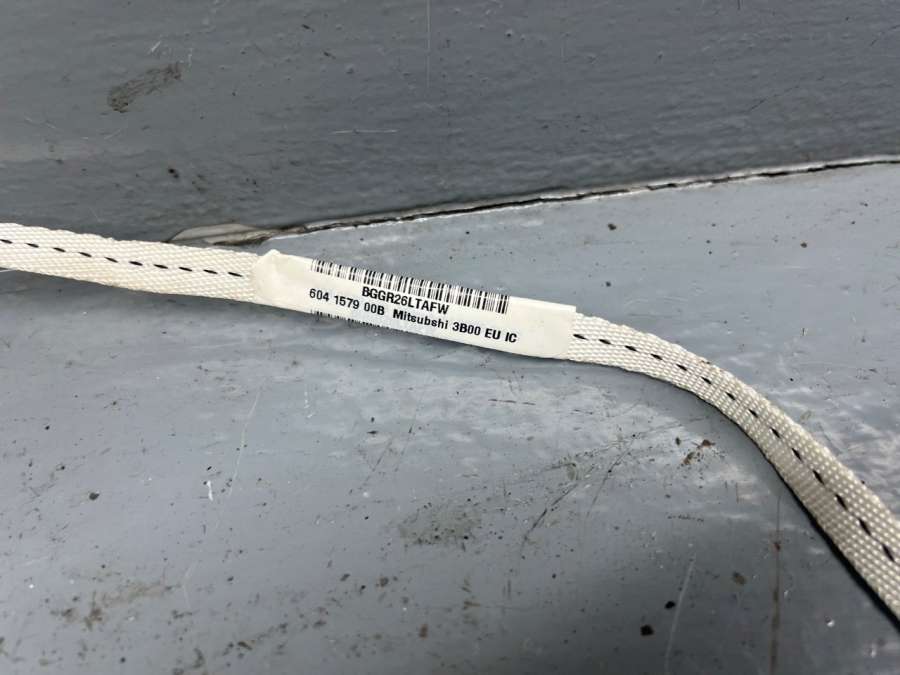 BGGR26LTAFW
604 1579 00B Mitsubshi 3B00 EU IC